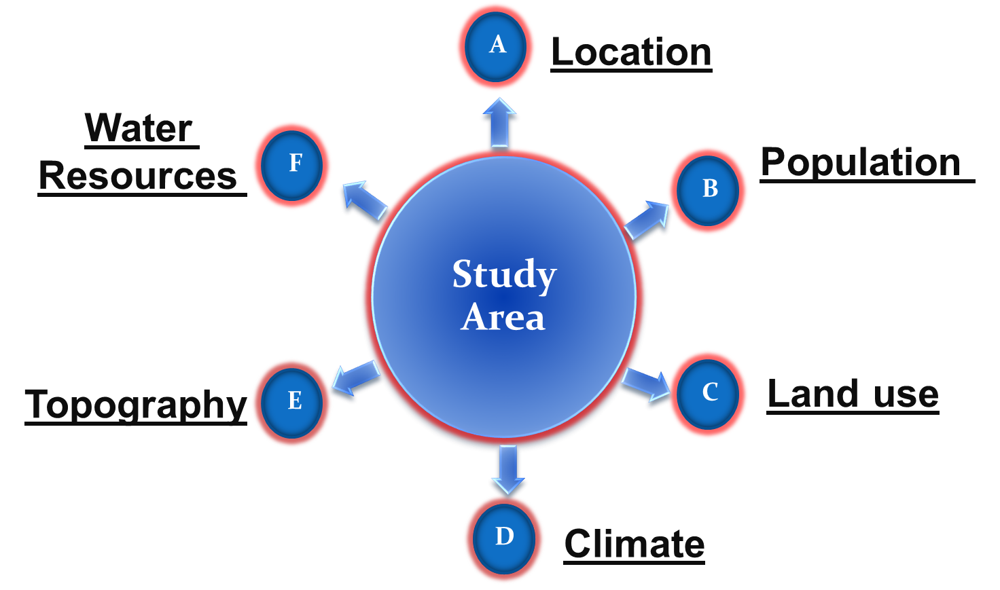 A
Location
B
Population
C
Land use
D
Climate
E
Topography
F
Water
Resources
Study
Area